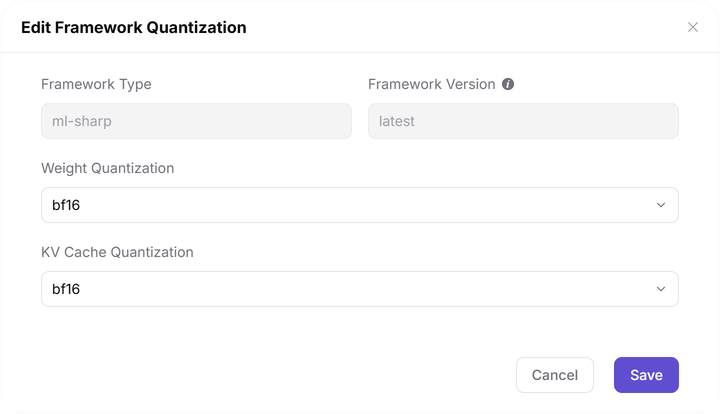 Edit Framework Quantization
Framework Type
Framework Version
ml-sharp
latest
Weight Quantization
bf16
KV Cache Quantization
bf16
Cancel
Save